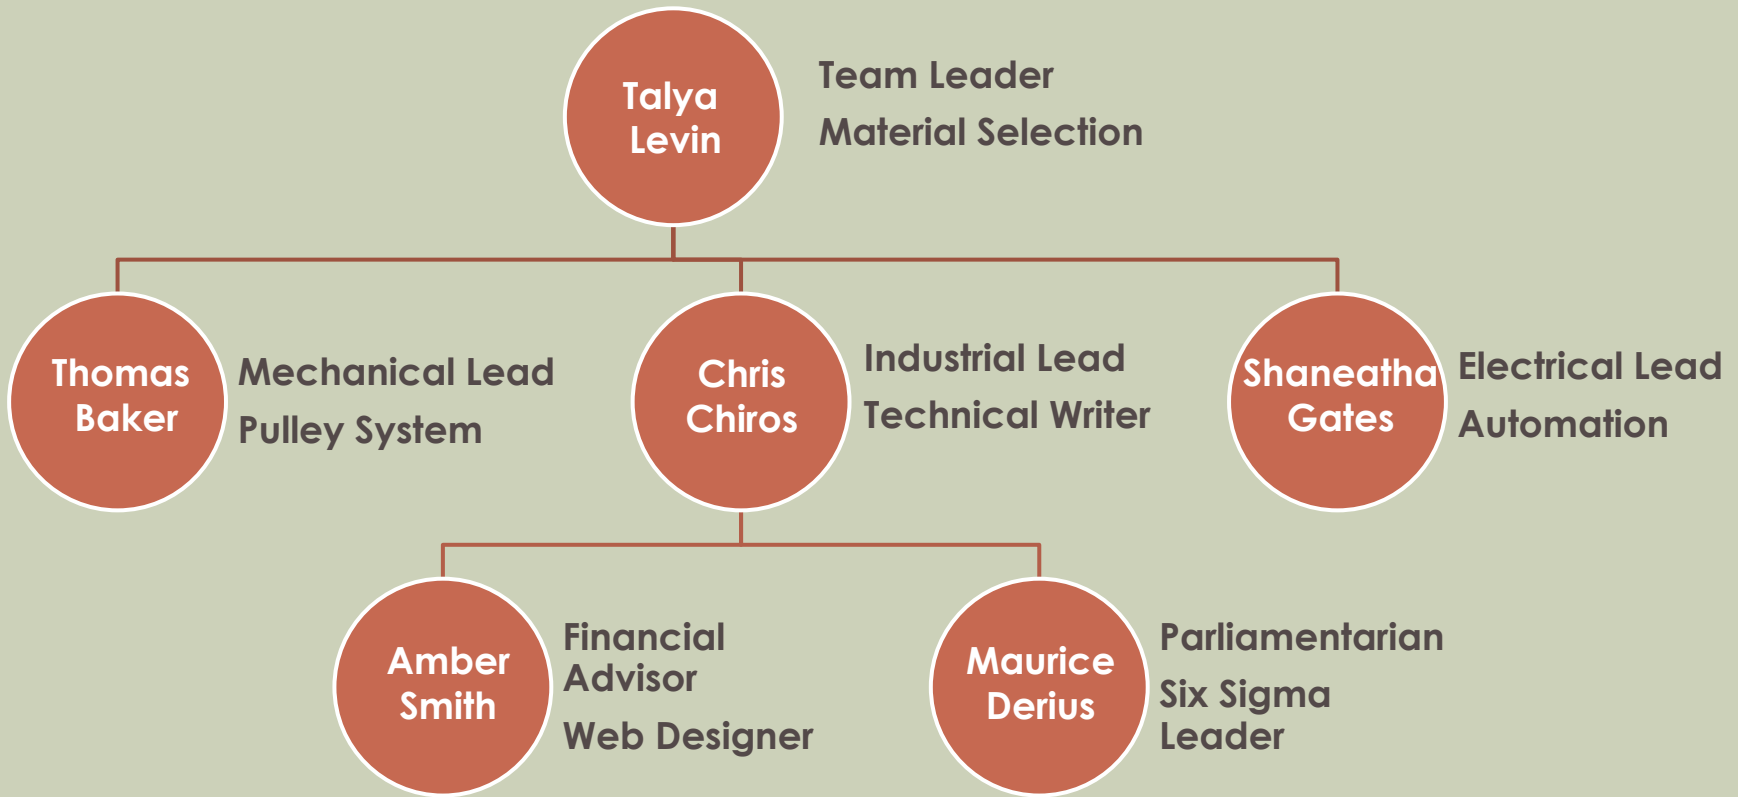 Talya
Levin
Team Leader
Material Selection
Thomas
Baker
Mechanical Lead
Pulley System
Chris
Chiros
Industrial Lead
Technical Writer
Shaneatha
Gates
Electrical Lead
Automation
Amber
Smith
Financial
Advisor
Web Designer
Maurice
Derius
Parliamentarian
Six Sigma
Leader